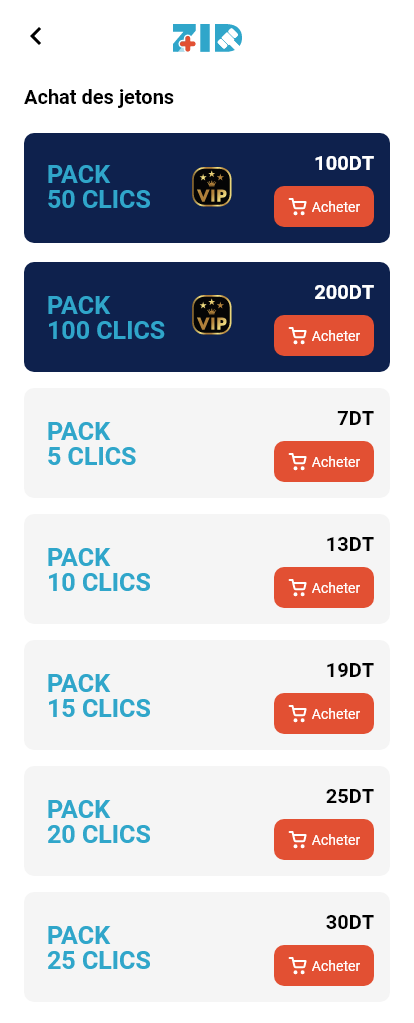 ZID
Achat des jetons
PACK
50 CLICS
VIP
100DT
Acheter
PACK
100 CLICS
VIP
200DT
Acheter
PACK
5 CLICS
7DT
Acheter
PACK
10 CLICS
13DT
Acheter
PACK
15 CLICS
19DT
Acheter
PACK
20 CLICS
25DT
Acheter
PACK
25 CLICS
30DT
Acheter